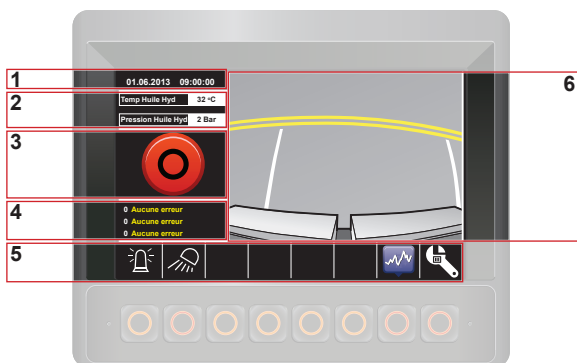 1
01.06.2013 09:00:00
6
2
Temp Huile Hyd 32 °C
Pression Huile Hyd 2 Bar
3
4
0 Aucune erreur
0 Aucune erreur
0 Aucune erreur
5